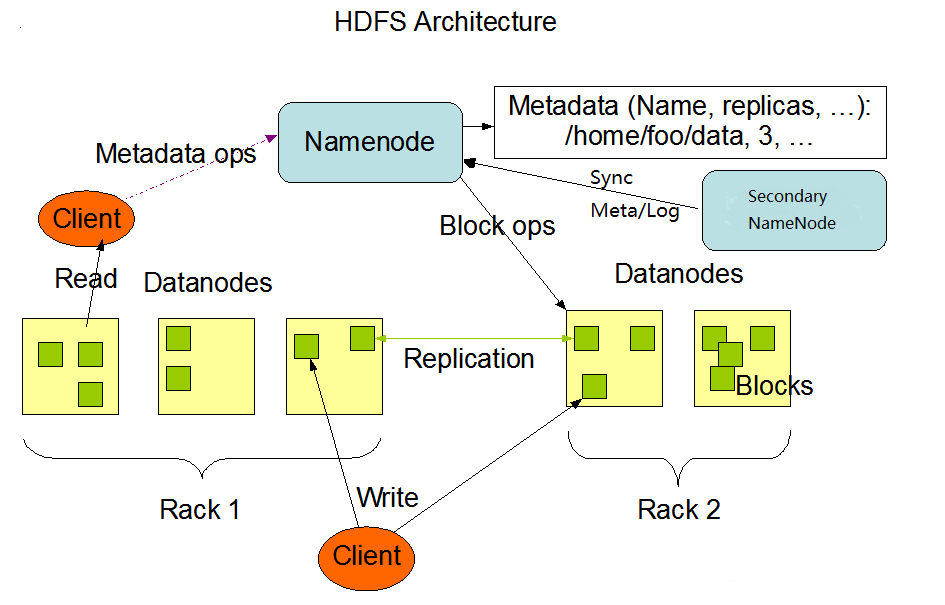 HDFS Architecture
Metadata (Name, replicas, …):
/home/foo/data, 3, …
Namenode
Metadata ops
Sync
Meta/Log
Secondary
NameNode
Client
Block ops
Read
Datanodes
Datanodes
Replication
Blocks
Rack 1
Write
Rack 2
Client